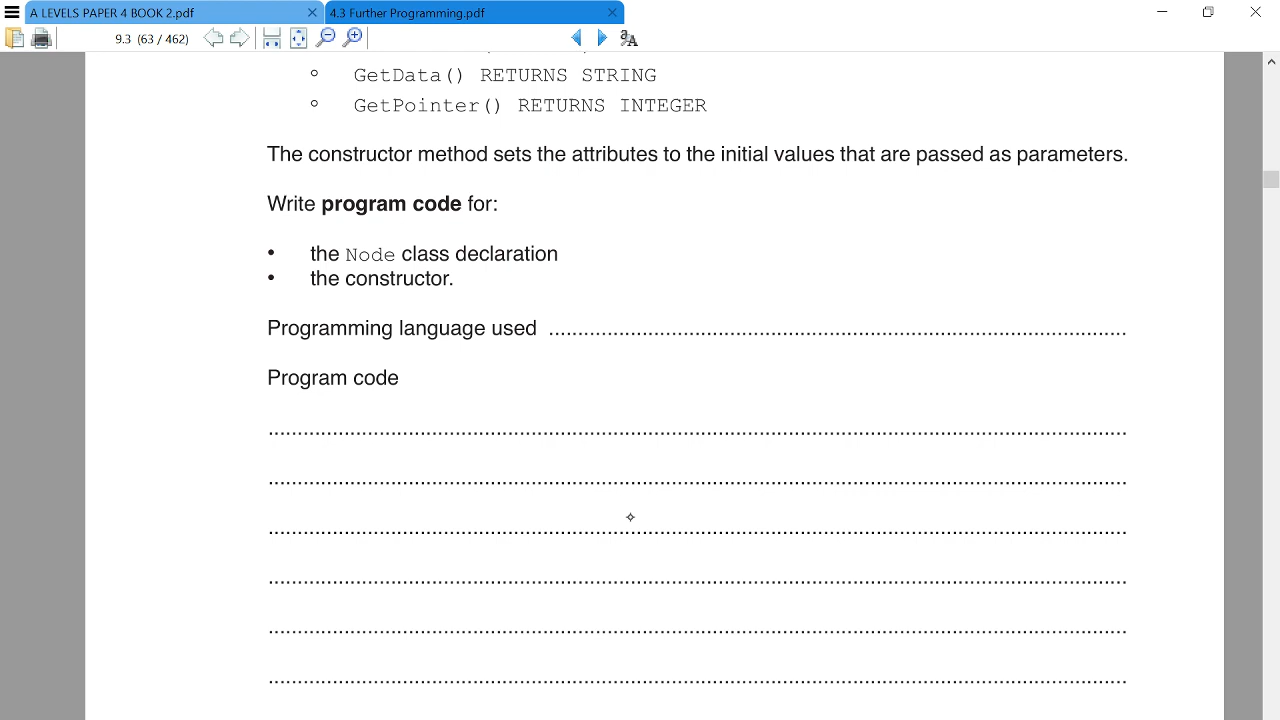 A LEVELS PAPER 4 BOOK 2.pdf
4.3 Further Programming.pdf
9.3 (63 / 462)
° GetData() RETURNS STRING
° GetPointer() RETURNS INTEGER
The constructor method sets the attributes to the initial values that are passed as parameters.
Write program code for:
• the Node class declaration
• the constructor.
Programming language used ....................................................................................................
Program code